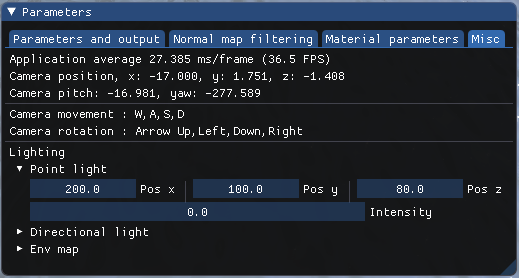 Parameters
Parameters and output Normal map filtering Material parameters Misc
Application average 27.385 ms/frame (36.5 FPS)
Camera position, x: -17.000, y: 1.751, z: -1.408
Camera pitch: -16.981, yaw: -277.589
Camera movement : W,A,S,D
Camera rotation : Arrow Up,Left,Down,Right
Lighting
Point light
200.0 Pos x 100.0 Pos y 80.0 Pos z
0.0 Intensity
Directional light
Env map